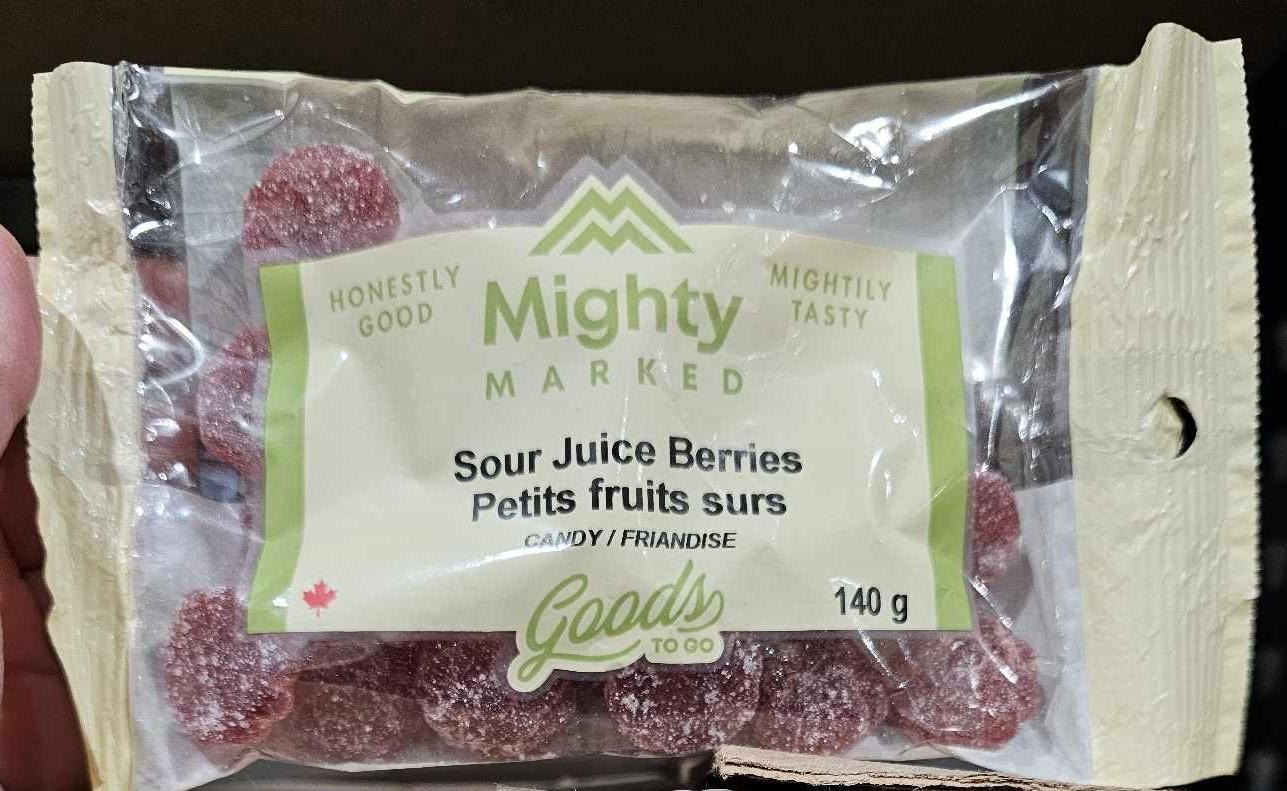 HONESTLY
GOOD
Mighty
MARKED
MIGHTILY
TASTY
Sour Juice Berries
Petits fruits surs
CANDY / FRIANDISE
Goods
TO GO
140 g